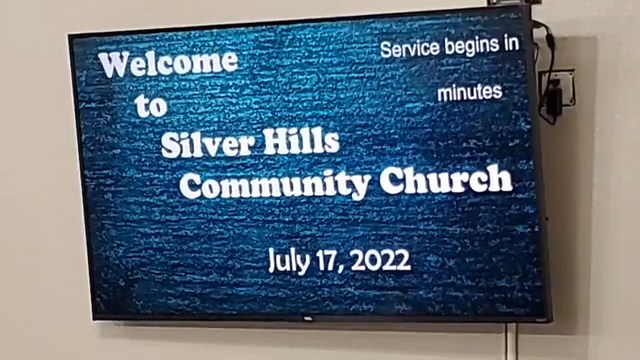 Welcome
to
Silver Hills
Community Church
Service begins in
minutes
July 17, 2022